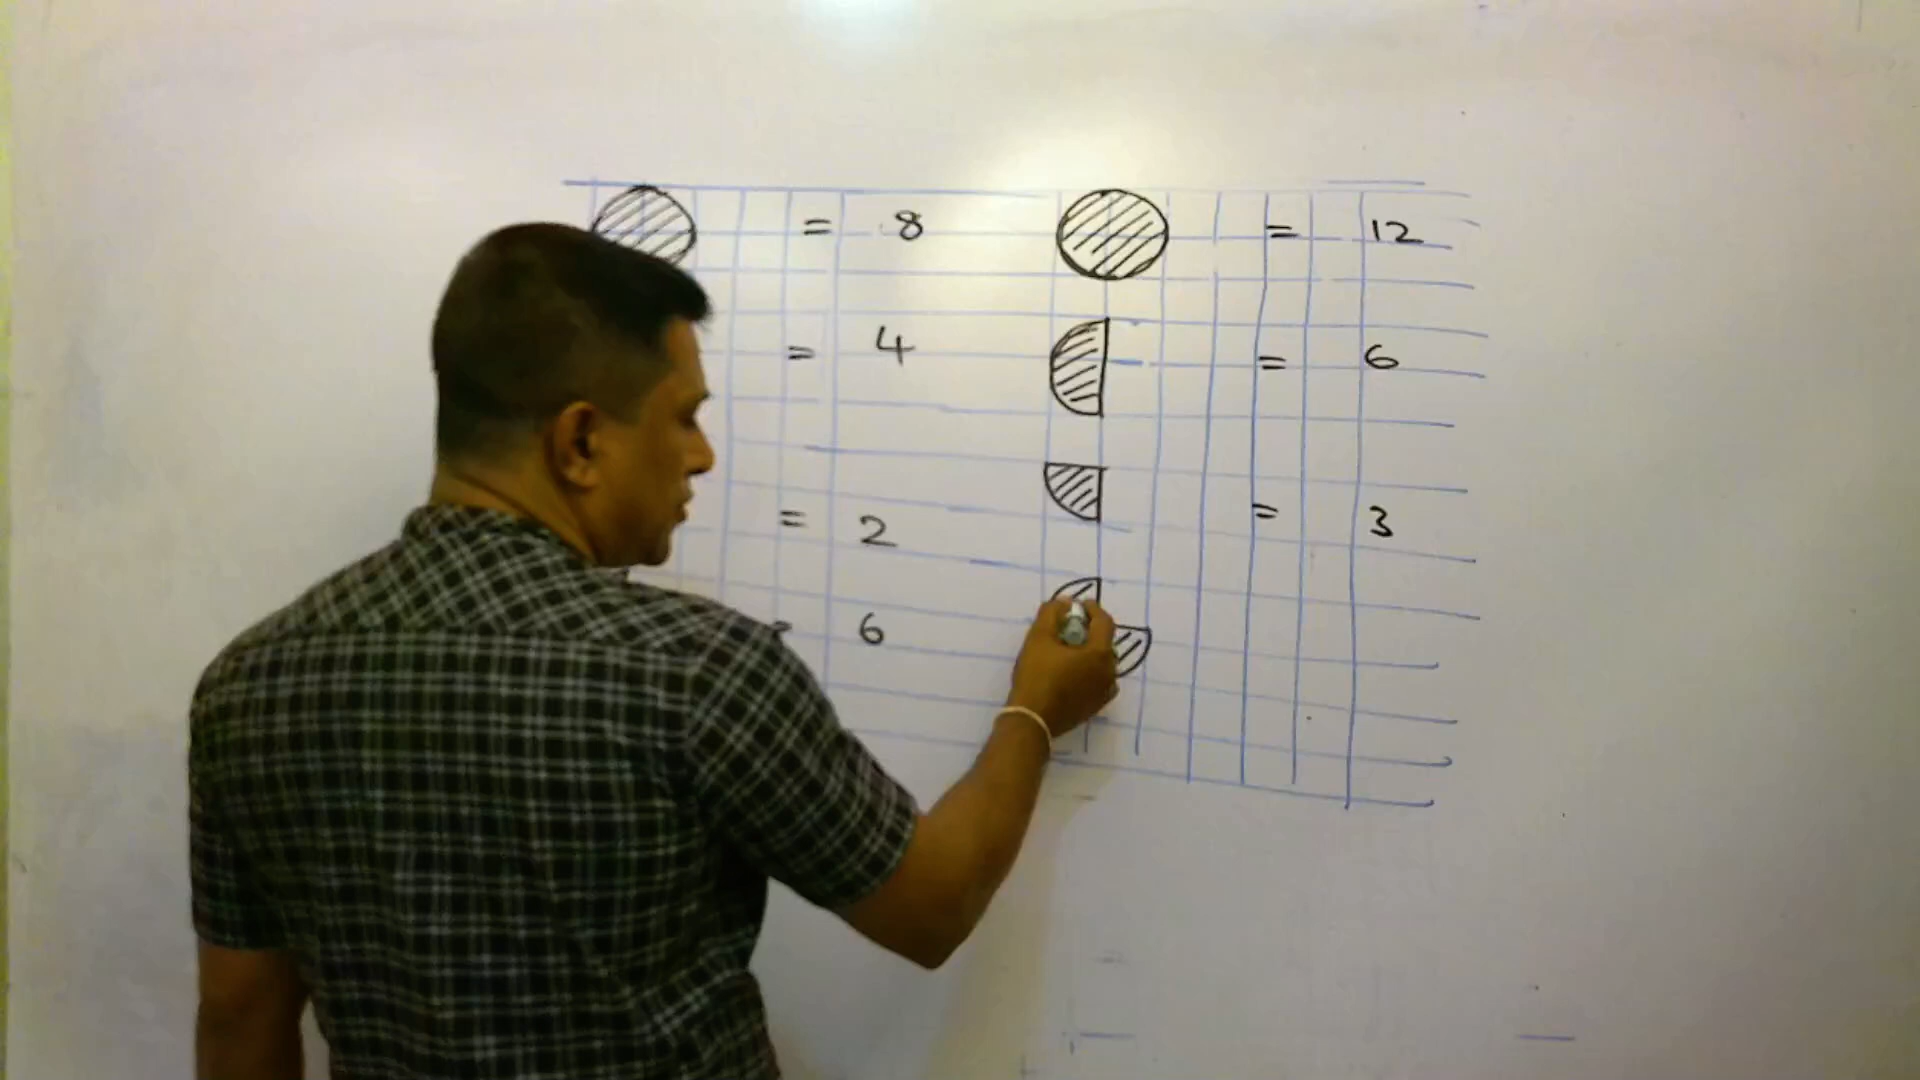 = 8 = 12
= 4 = 6
= 2 = 3
= 6